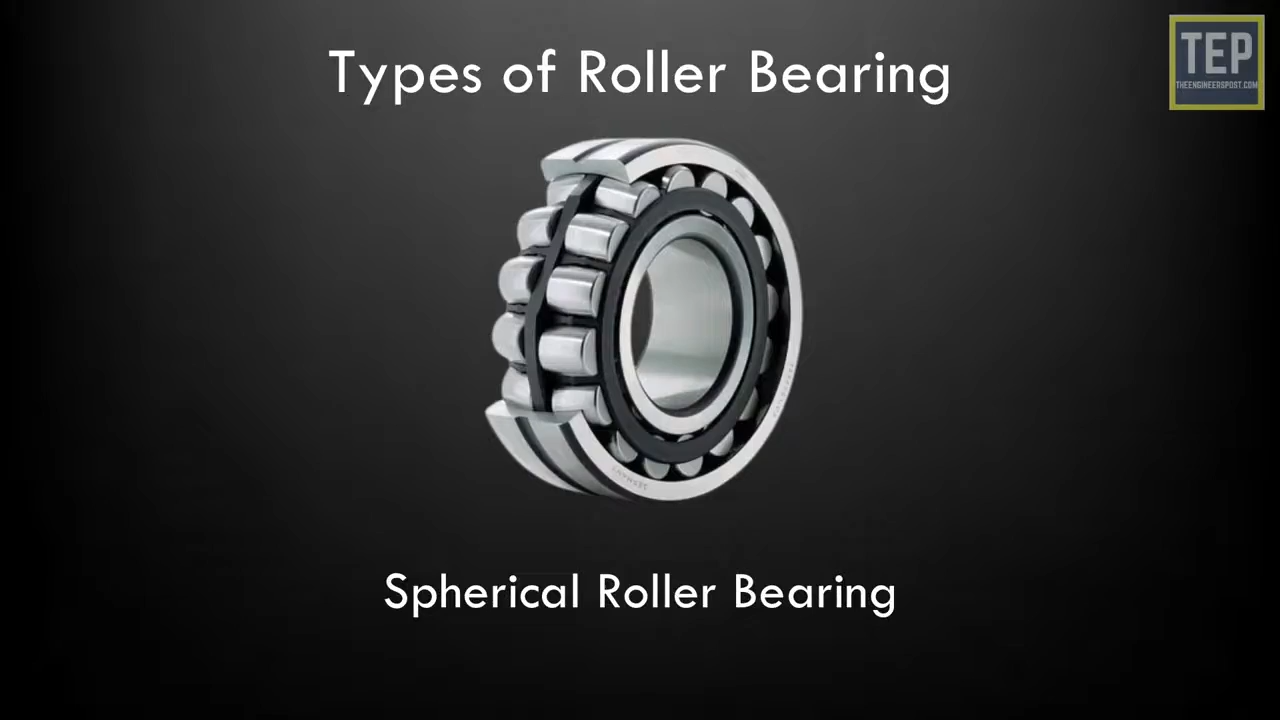 Types of Roller Bearing
TEP
THEENGINEERSPOST.COM
Spherical Roller Bearing